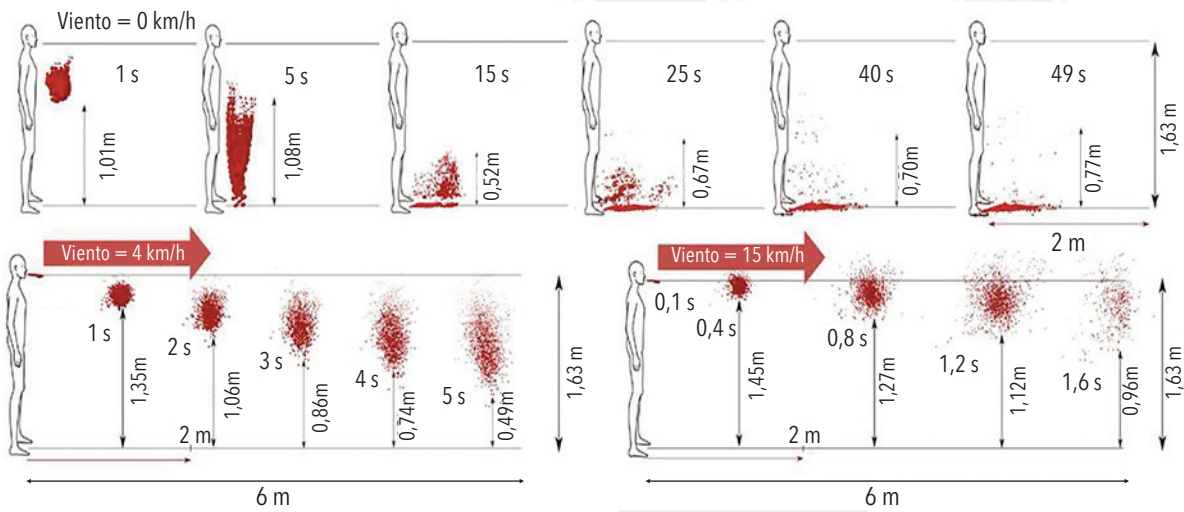 Viento = 0 km/h
1 s
5 s
15 s
25 s
40 s
49 s
1,01m
1,08m
0,52m
0,67m
0,70m
0,77m
1,63 m
2 m
Viento = 4 km/h
1 s
2 s
3 s
4 s
5 s
1,35m
1,06m
0,86m
0,74m
0,49m
1,63 m
2 m
6 m
Viento = 15 km/h
0,1 s
0,4 s
0,8 s
1,2 s
1,6 s
1,45m
1,27m
1,12m
0,96m
1,63 m
2 m
6 m